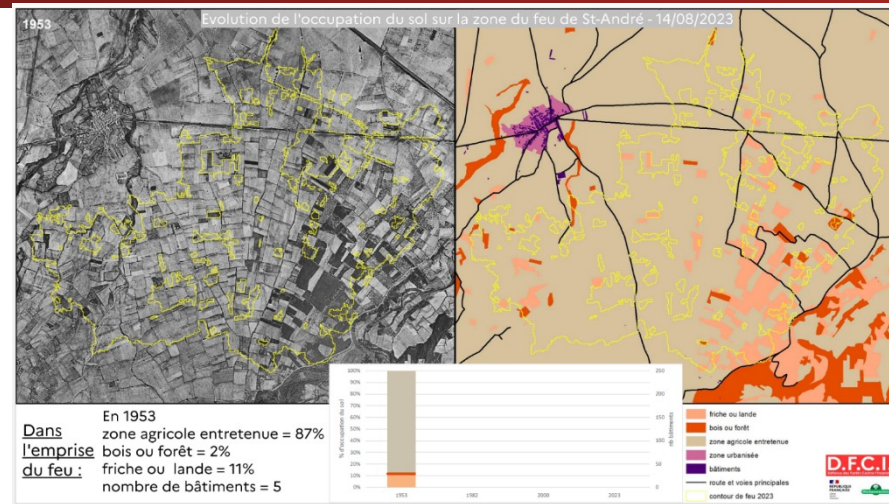 Evolution de l'occupation du sol sur la zone du feu de St-André - 14/08/2023
1953
Dans
l'emprise
du feu :
En 1953
zone agricole entretenue = 87%
bois ou forêt = 2%
friche ou lande = 11%
nombre de bâtiments = 5
% d'occupation du sol
100%
90%
80%
70%
60%
50%
40%
30%
20%
10%
0%
1953
1982
2000
2023
250
200
150
100
50
0
nb bâtiments
friche ou lande
bois ou forêt
zone agricole entretenue
zone urbanisée
bâtiments
route et voies principales
contour de feu 2023
D.F.C.I
RÉPUBLIQUE
FRANÇAISE